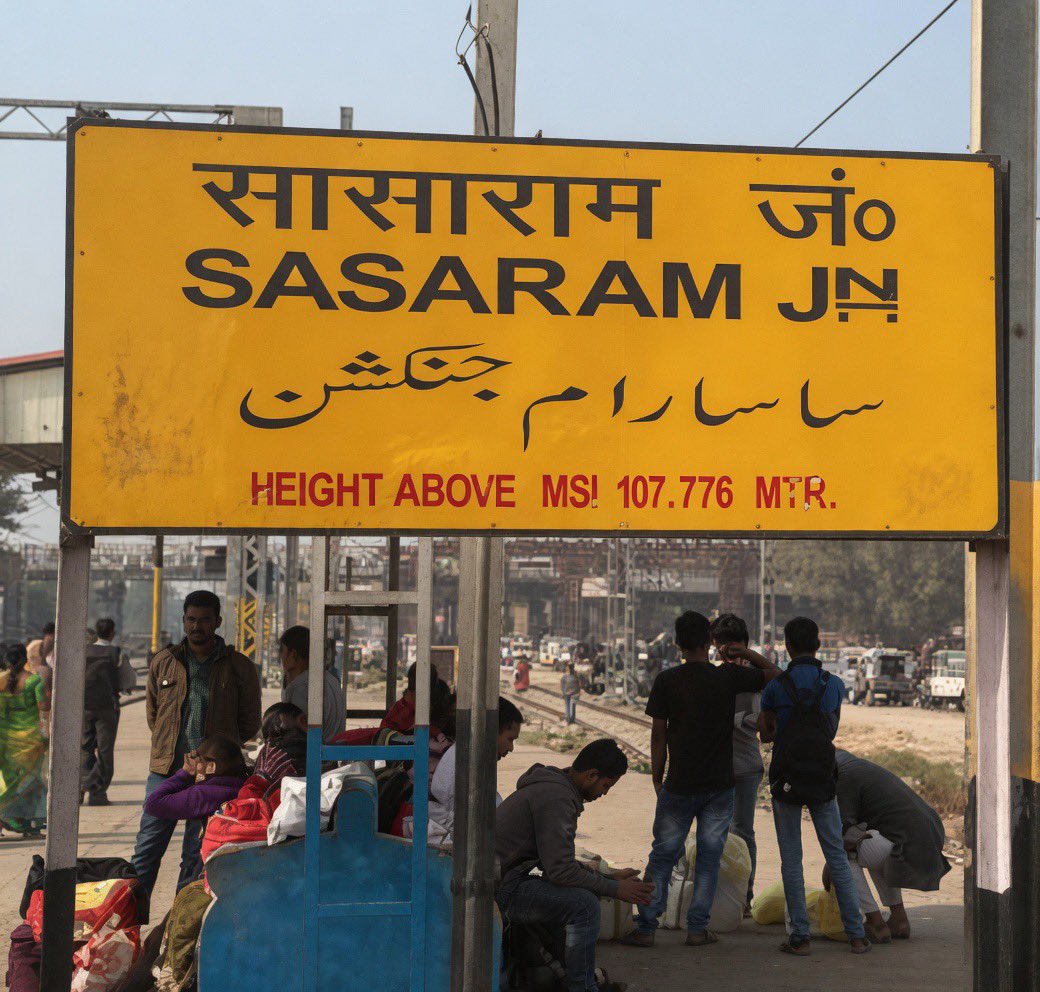 सासाराम जं०
SASARAM JN
ساسارام جنکشن
HEIGHT ABOVE MSL 107.776 MTR.